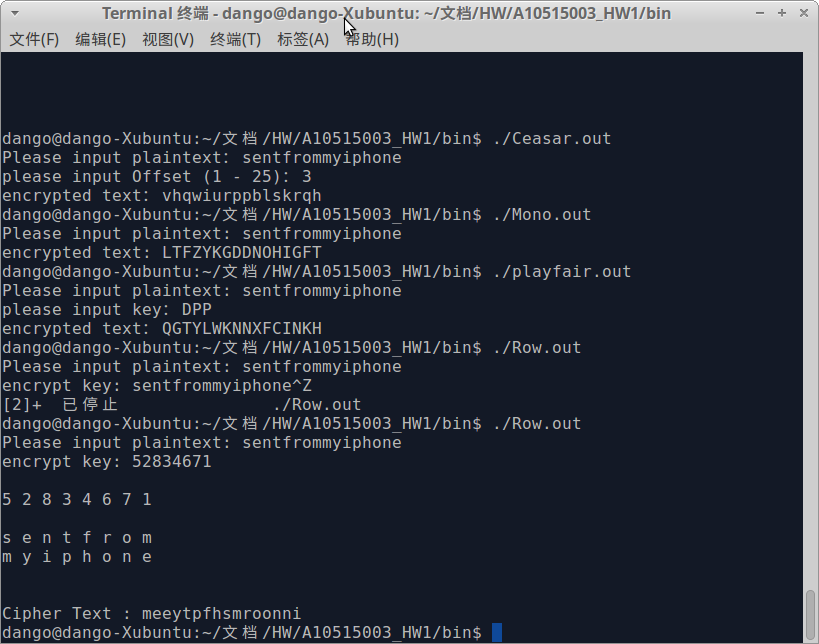 Terminal 终端 - dango@dango-Xubuntu: ~/文档/HW/A10515003_HW1/bin
文件(F) 编辑(E) 视图(V) 终端(T) 标签(A) 帮助(H)
dango@dango-Xubuntu:~/文档/HW/A10515003_HW1/bin$ ./Ceasar.out
Please input plaintext: sentfrommyiphone
please input Offset (1 - 25): 3
encrypted text: vhqwiurppblskrqh
dango@dango-Xubuntu:~/文档/HW/A10515003_HW1/bin$ ./Mono.out
Please input plaintext: sentfrommyiphone
encrypted text: LTFZYKGDDNOHIGFT
dango@dango-Xubuntu:~/文档/HW/A10515003_HW1/bin$ ./playfair.out
Please input plaintext: sentfrommyiphone
please input key: DPP
encrypted text: QGTYLWKNNXFCINKH
dango@dango-Xubuntu:~/文档/HW/A10515003_HW1/bin$ ./Row.out
Please input plaintext: sentfrommyiphone
encrypt key: sentfrommyiphone^Z
[2]+  已停止               ./Row.out
dango@dango-Xubuntu:~/文档/HW/A10515003_HW1/bin$ ./Row.out
Please input plaintext: sentfrommyiphone
encrypt key: 52834671
5 2 8 3 4 6 7 1
s e n t f r o m
m y i p h o n e
Cipher Text : meeytpfhsmroonni
dango@dango-Xubuntu:~/文档/HW/A10515003_HW1/bin$